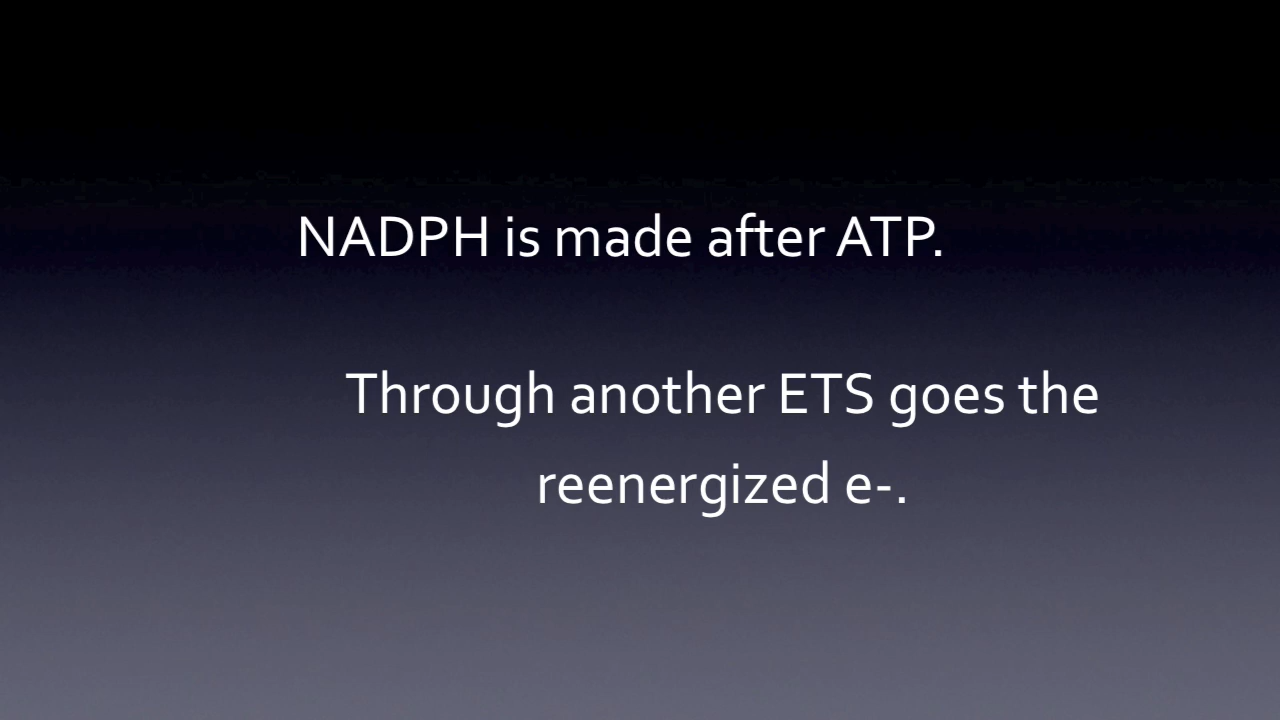 NADPH is made after ATP.
Through another ETS goes the
reenergized e-.